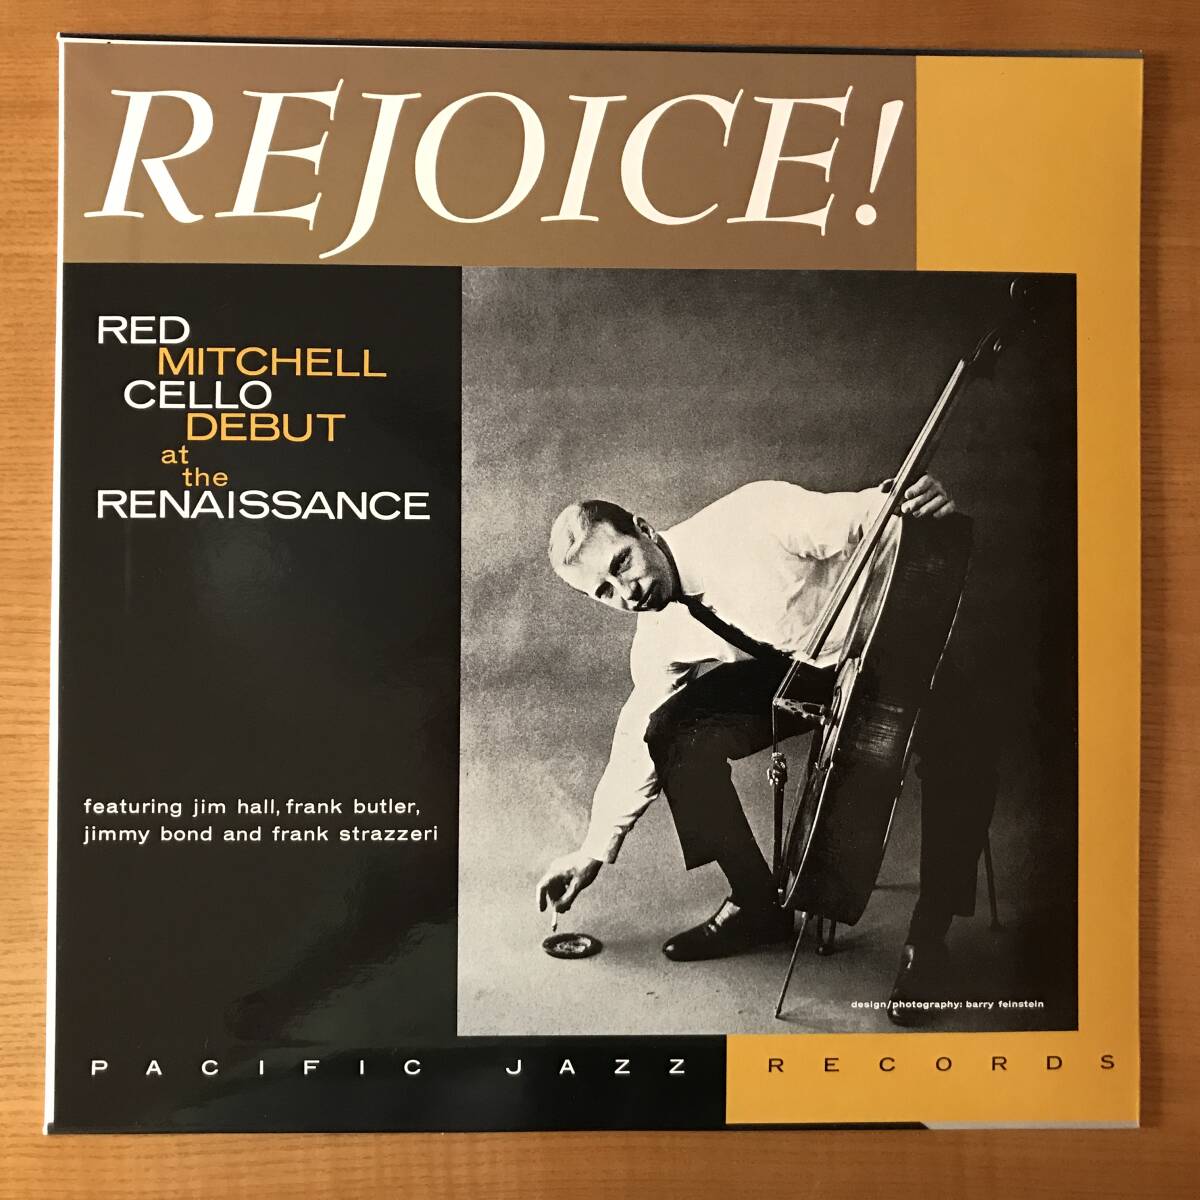 REJOICE!
RED
MITCHELL
CELLO
DEBUT
at
the
RENAISSANCE
featuring jim hall, frank butler,
jimmy bond and frank strazzeri
design/photography: barry feinstein
PACIFIC JAZZ RECORDS